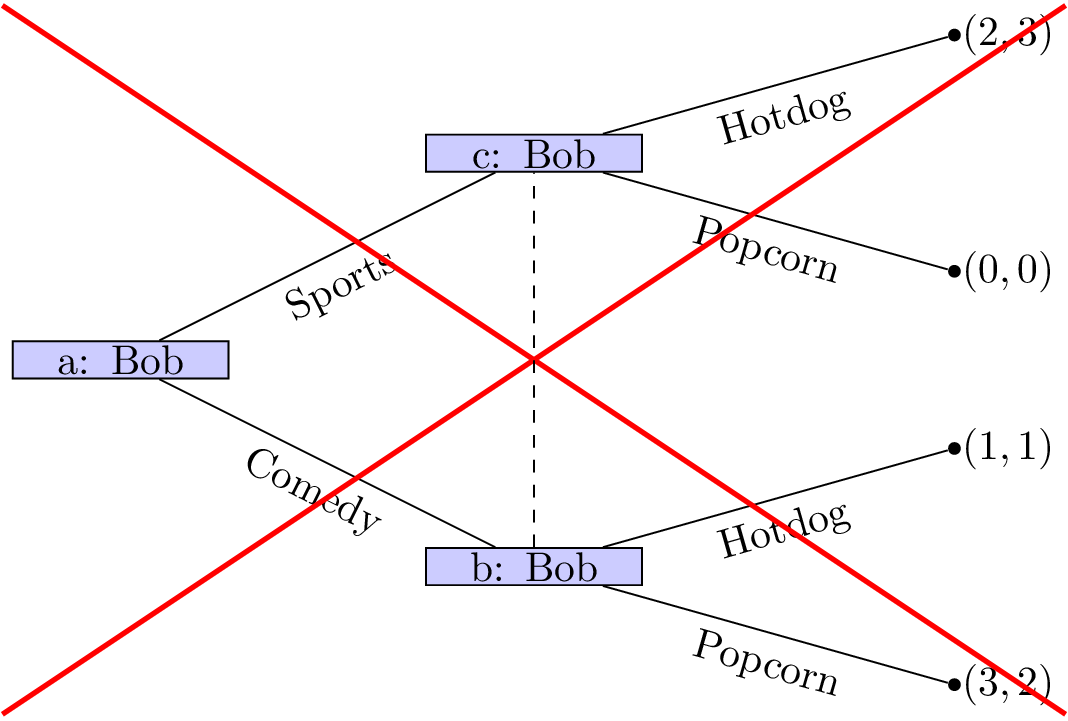 (2, 3)
Hotdog
c: Bob
Popcorn
(0, 0)
Sports
a: Bob
Comedy
(1, 1)
Hotdog
b: Bob
Popcorn
(3, 2)